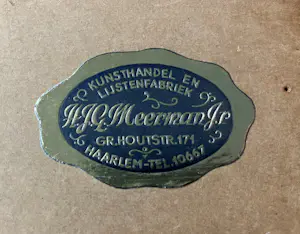 KUNSTHANDEL EN
LIJSTENFABRIEK
H.J.G. Meerman Jr
GR. HOUTSTR. 171
HAARLEM-TEL. 10667